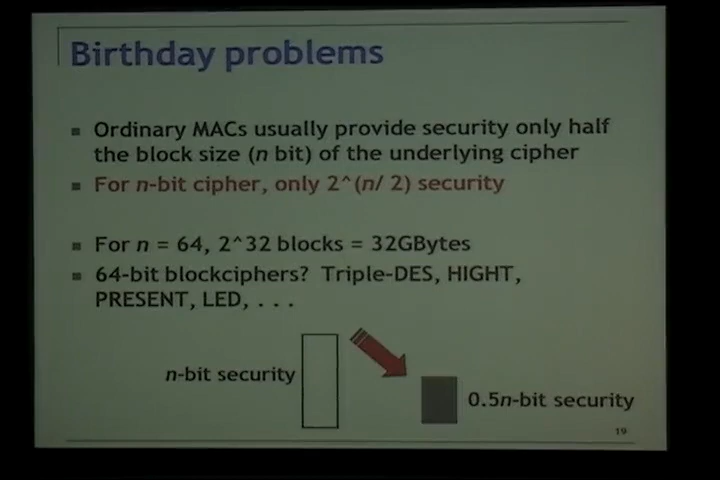 Birthday problems
Ordinary MACs usually provide security only half
the block size (n bit) of the underlying cipher
For n-bit cipher, only 2^(n/ 2) security
For n = 64, 2^32 blocks = 32GBytes
64-bit blockciphers? Triple-DES, HIGHT,
PRESENT, LED, . . .
n-bit security
0.5n-bit security
19